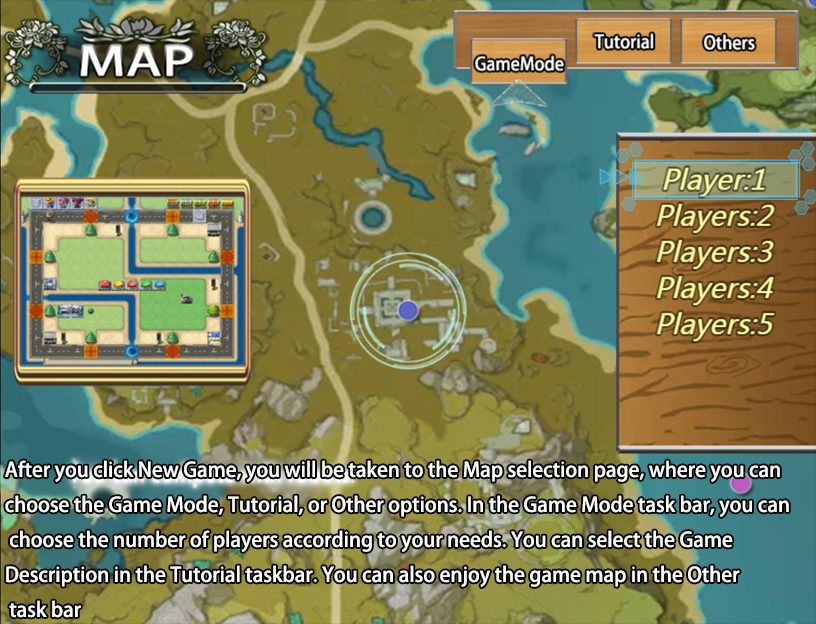 MAP
GameMode
Tutorial
Others
Player:1
Players:2
Players:3
Players:4
Players:5
After you click New Game, you will be taken to the Map selection page, where you can
choose the Game Mode, Tutorial, or Other options. In the Game Mode task bar, you can
choose the number of players according to your needs. You can select the Game
Description in the Tutorial taskbar. You can also enjoy the game map in the Other
task bar